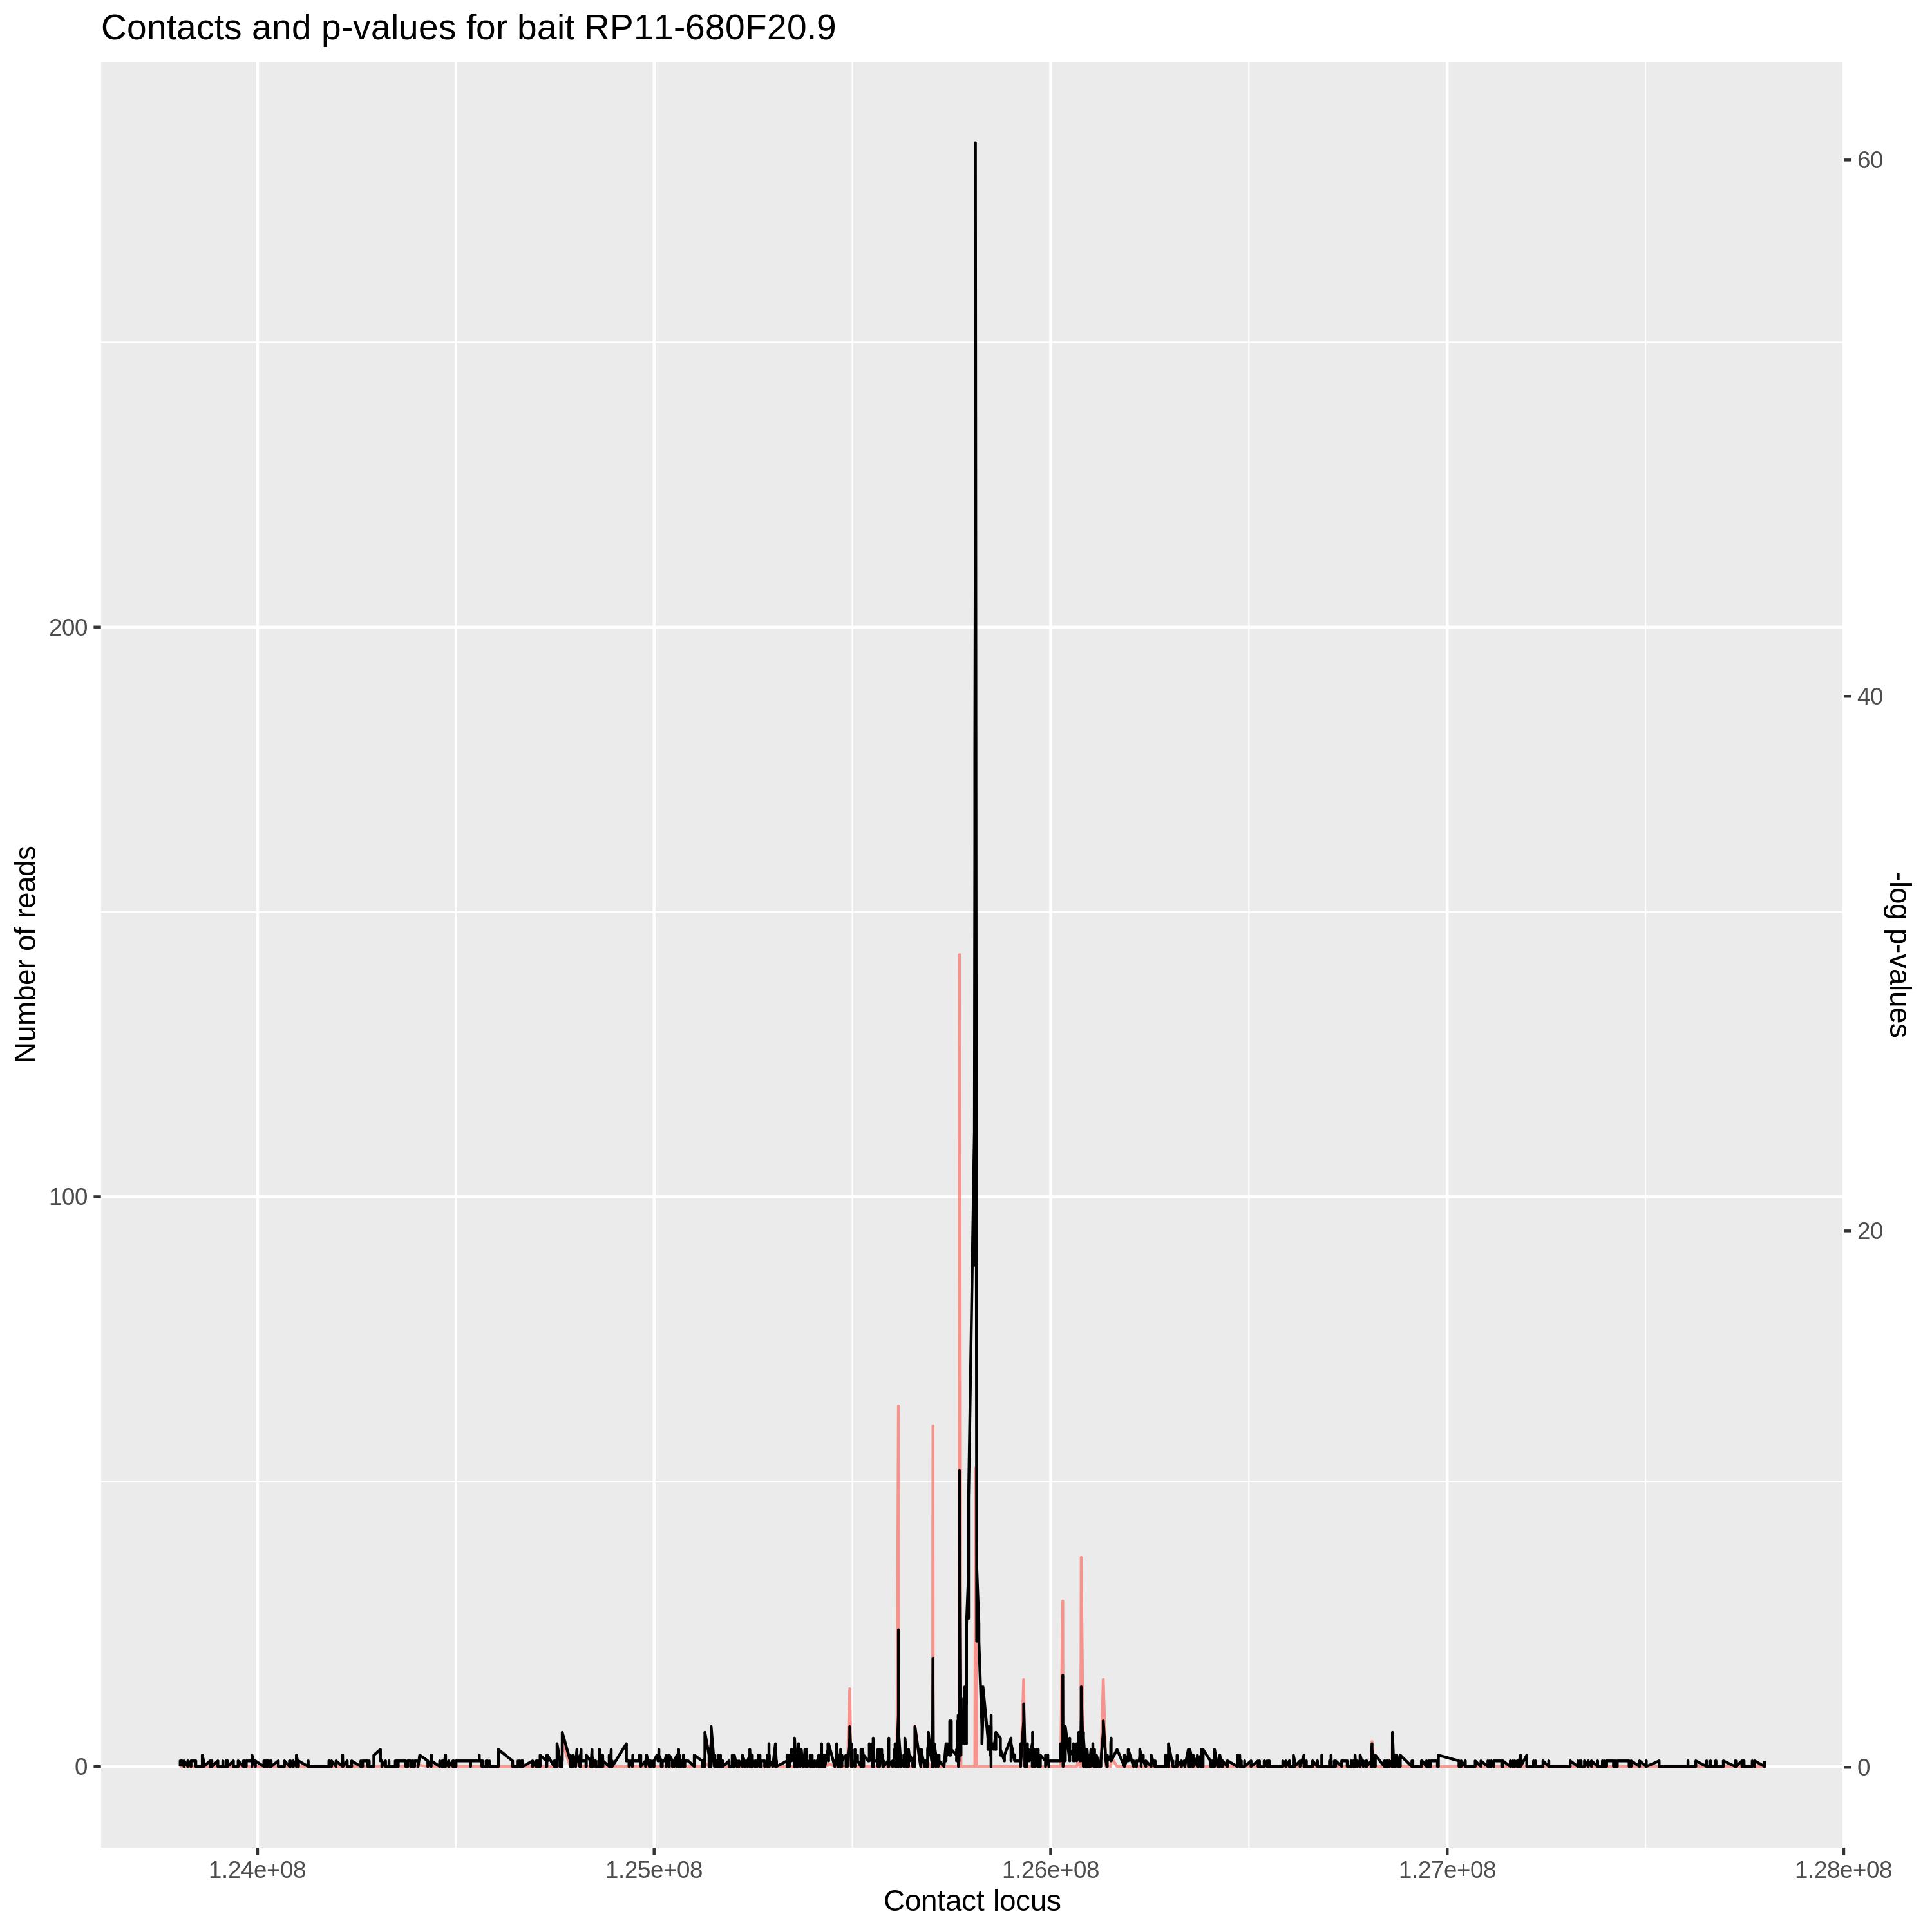 Contacts and p-values for bait RP11-680F20.9
Number of reads
200
100
0
60
40
20
0
-log p-values
1.24e+08 1.25e+08 1.26e+08 1.27e+08 1.28e+08
Contact locus